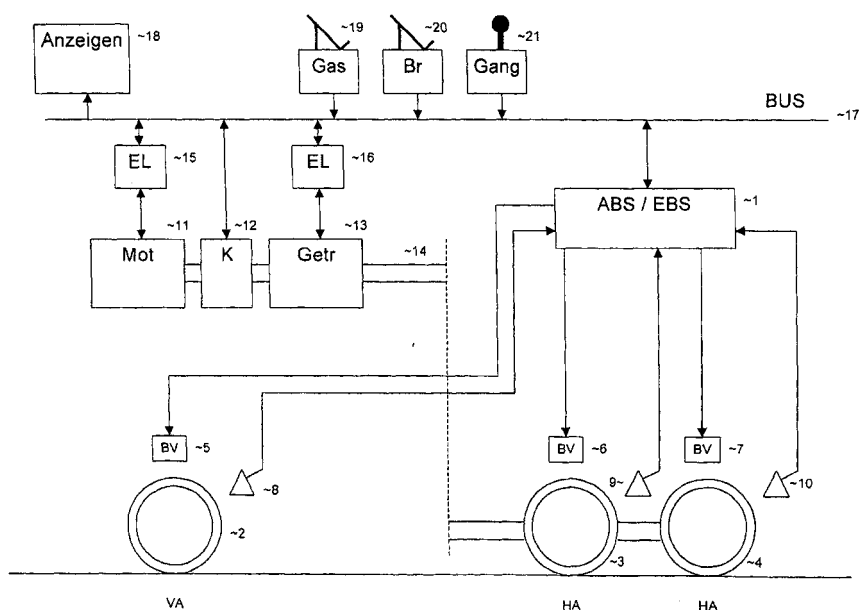 Anzeigen ~18
~19
~20
~21
Gas
Br
Gang
BUS
~17
EL ~15
EL ~16
ABS / EBS ~1
~11
~12
~13
Mot
K
Getr
~14
BV ~5
BV ~6
BV ~7
~8
9~
~10
~2
~3
~4
VA
HA
HA